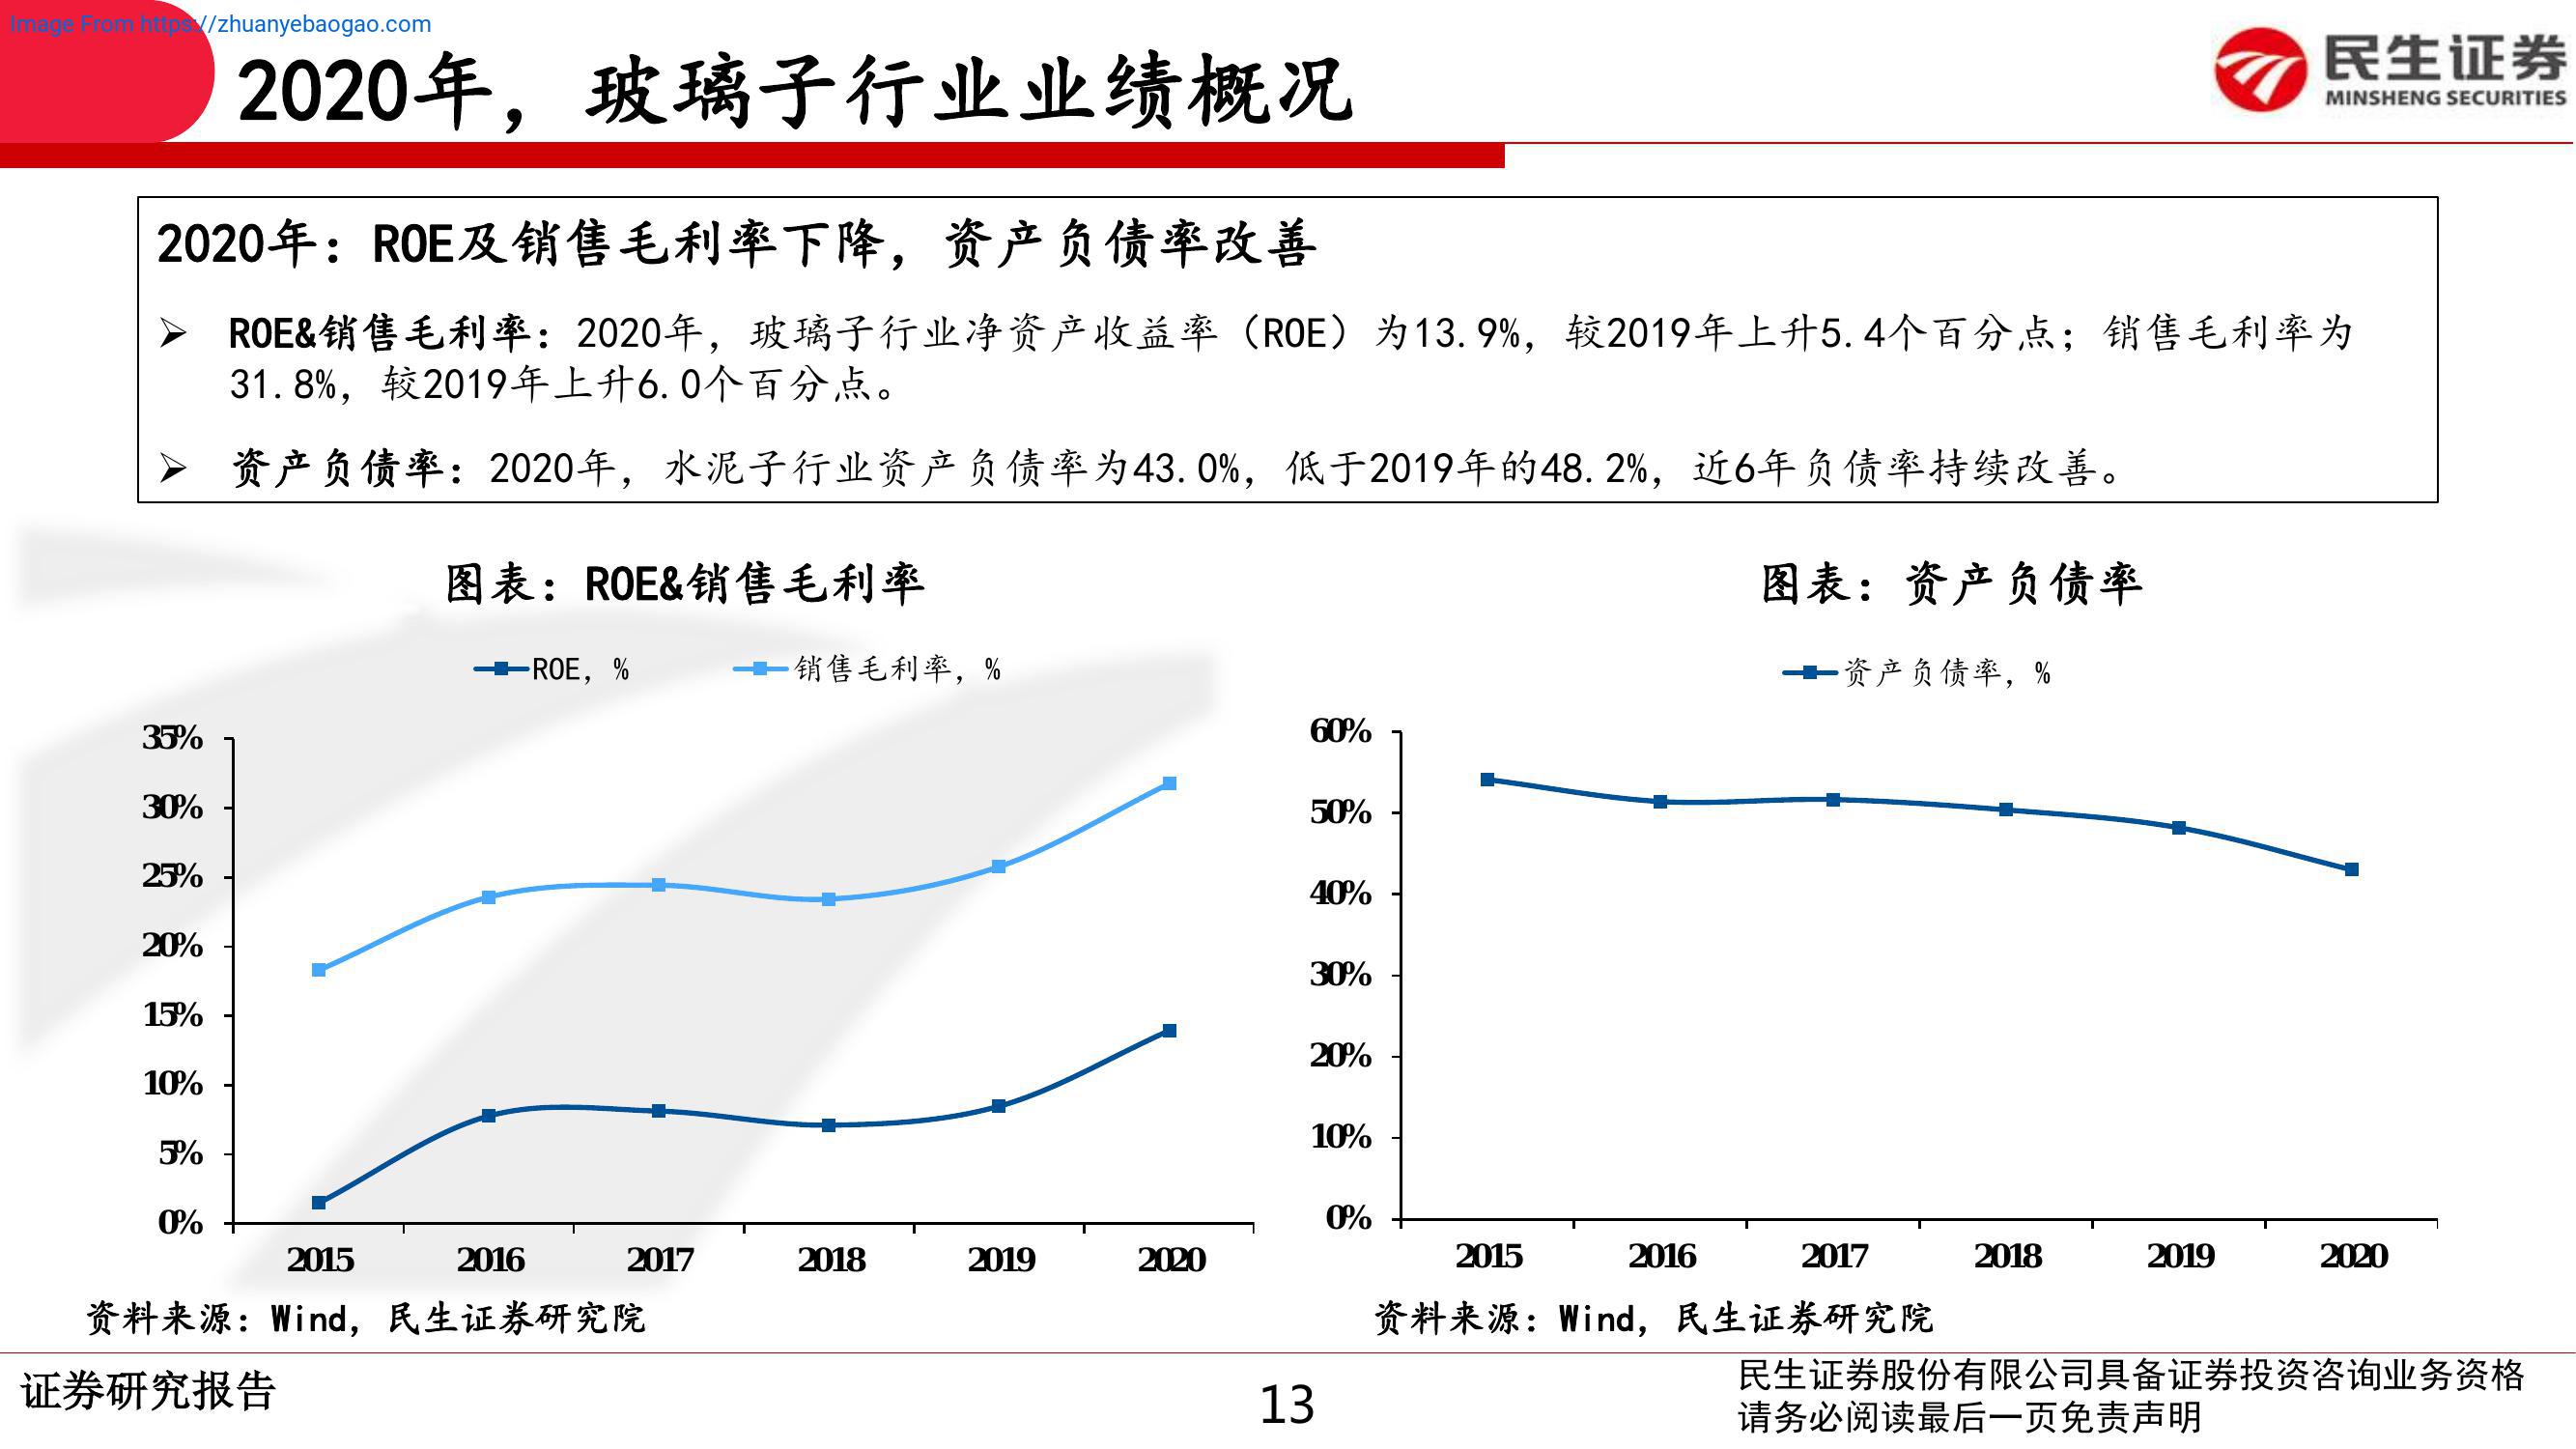 Image From https://zhuanyebaogao.com
2020年，玻璃子行业业绩概况
民生证券
MINSHENG SECURITIES
2020年：ROE及销售毛利率下降，资产负债率改善
ROE&销售毛利率：2020年，玻璃子行业净资产收益率（ROE）为13.9%，较2019年上升5.4个百分点；销售毛利率为
31.8%，较2019年上升6.0个百分点。
资产负债率：2020年，水泥子行业资产负债率为43.0%，低于2019年的48.2%，近6年负债率持续改善。
图表：ROE&销售毛利率
ROE，%
销售毛利率，%
35%
30%
25%
20%
15%
10%
5%
0%
2015 2016 2017 2018 2019 2020
资料来源：Wind，民生证券研究院
图表：资产负债率
资产负债率，%
60%
50%
40%
30%
20%
10%
0%
2015 2016 2017 2018 2019 2020
资料来源：Wind，民生证券研究院
证券研究报告
13
民生证券股份有限公司具备证券投资咨询业务资格
请务必阅读最后一页免责声明